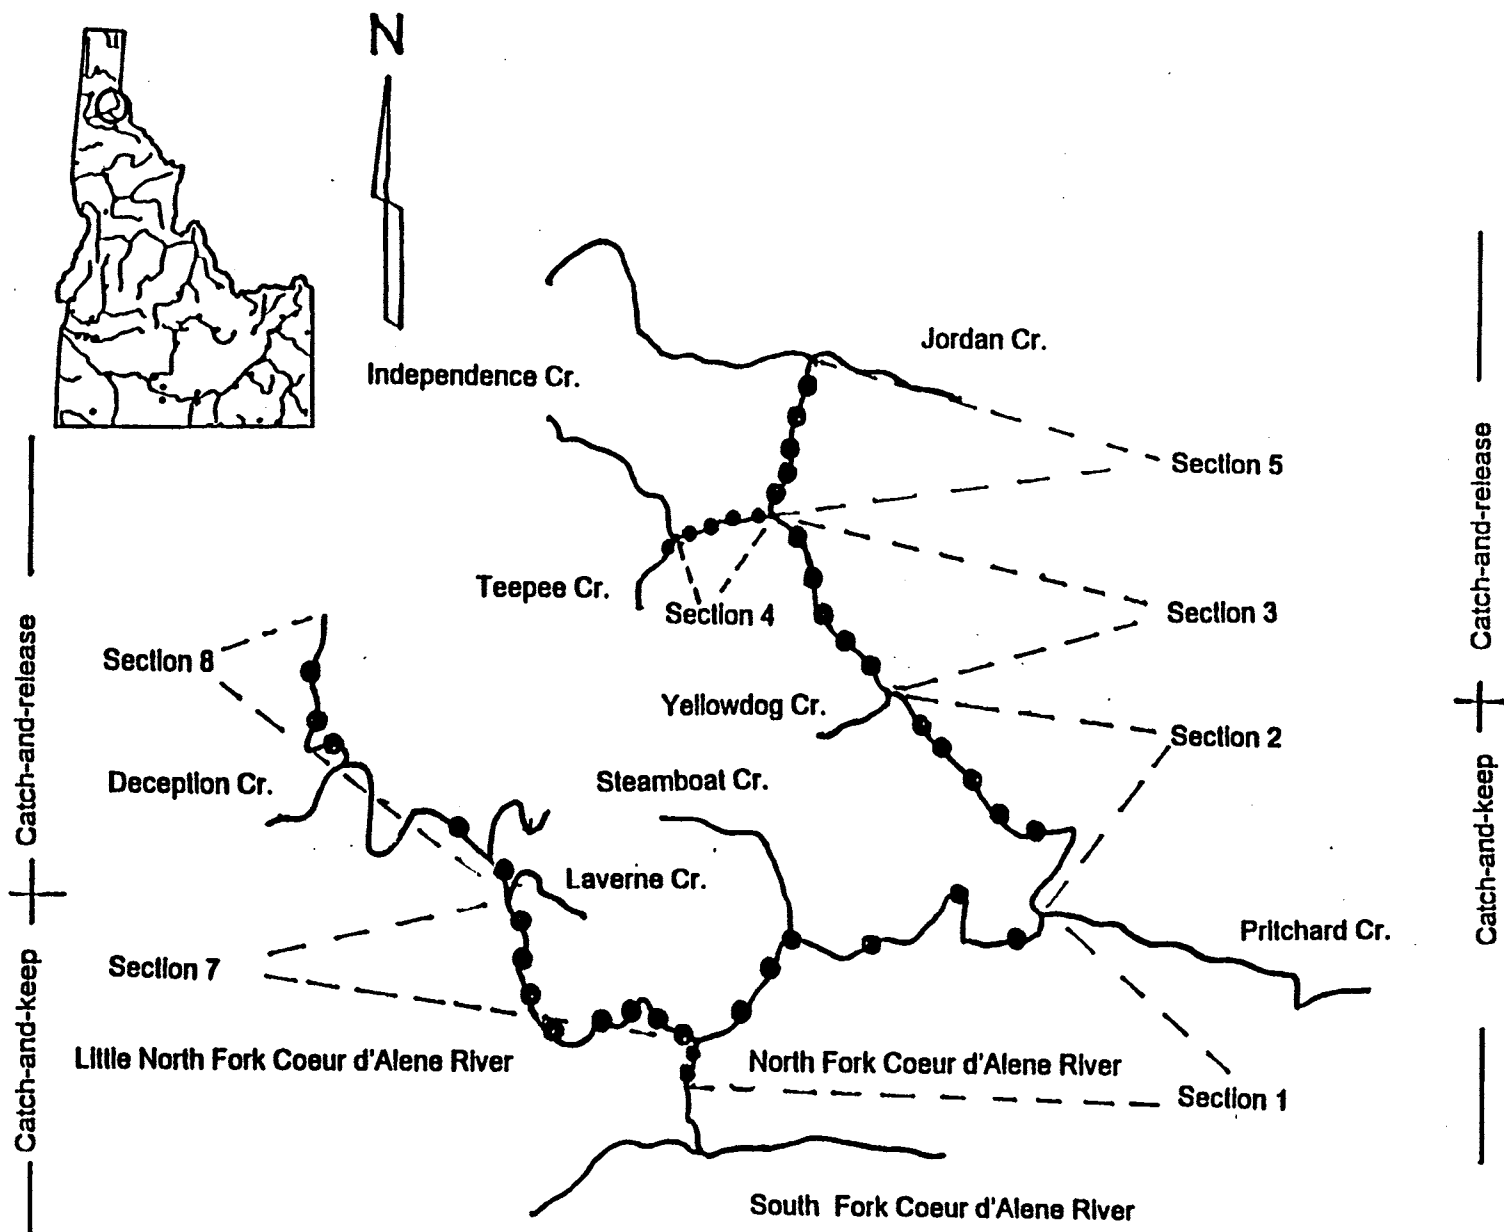 N
Jordan Cr.
Independence Cr.
Section 5
Catch-and-release
Teepee Cr.
Section 4
Section 3
Catch-and-release
Section 8
Yellowdog Cr.
Section 2
Deception Cr.
Steamboat Cr.
Laverne Cr.
Catch-and-keep
Pritchard Cr.
Section 7
Catch-and-keep
Little North Fork Coeur d'Alene River
North Fork Coeur d'Alene River
Section 1
South Fork Coeur d'Alene River